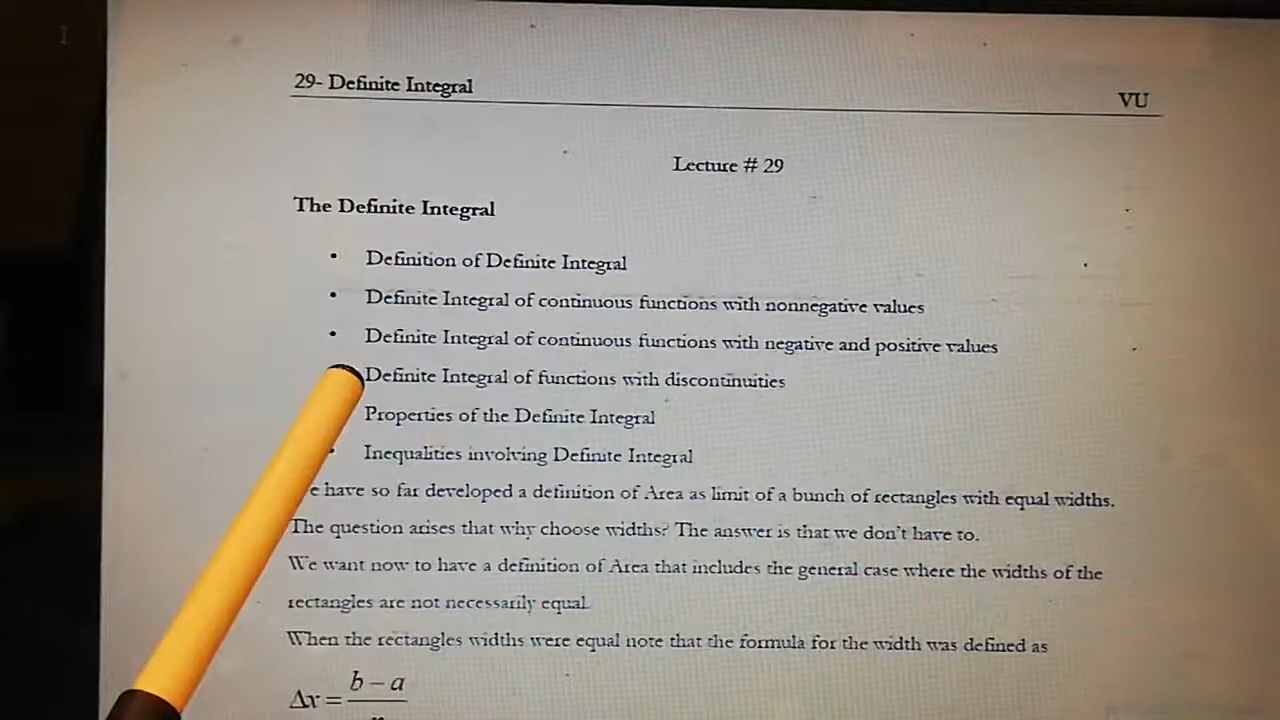 29- Definite Integral VU
Lecture # 29
The Definite Integral
• Definition of Definite Integral
• Definite Integral of continuous functions with nonnegative values
• Definite Integral of continuous functions with negative and positive values
Definite Integral of functions with discontinuities
Properties of the Definite Integral
• Inequalities involving Definite Integral
e have so far developed a definition of Area as limit of a bunch of rectangles with equal widths.
The question arises that why choose widths? The answer is that we don't have to.
We want now to have a definition of Area that includes the general case where the widths of the
rectangles are not necessarily equal.
When the rectangles widths were equal note that the formula for the width was defined as
Δx = b − a